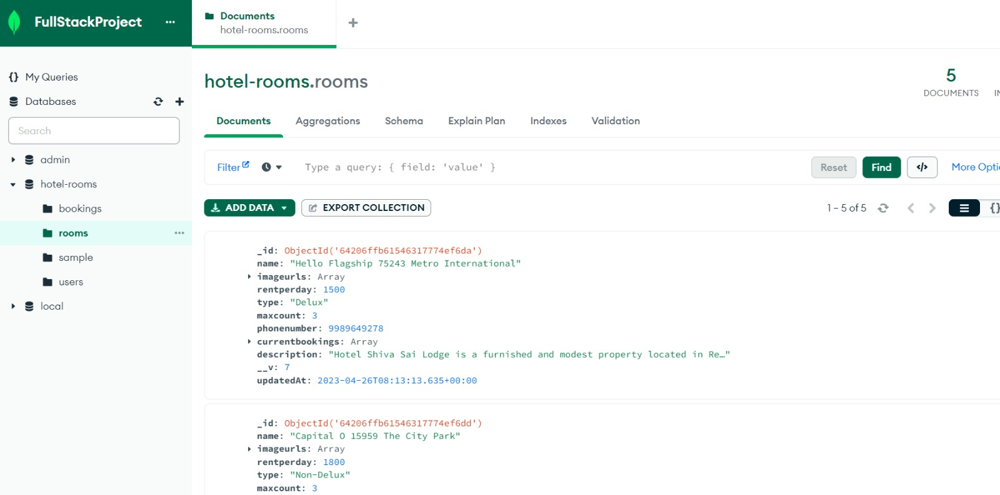 FullStackProject
Documents
hotel-rooms.rooms
My Queries
Databases
Search
admin
hotel-rooms
bookings
rooms
sample
users
local
hotel-rooms.rooms
5
DOCUMENTS
Documents Aggregations Schema Explain Plan Indexes Validation
Filter Type a query: { field: 'value' } Reset Find </> More
ADD DATA EXPORT COLLECTION 1 – 5 of 5 {}
_id: ObjectId('64206ffb61546317774ef6da')
name: "Hello Flagship 75243 Metro International"
imageurls: Array
rentperday: 1500
type: "Delux"
maxcount: 3
phonenumber: 9989649278
currentbookings: Array
description: "Hotel Shiva Sai Lodge is a furnished and modest property located in Re…"
__v: 7
updatedAt: 2023-04-26T08:13:13.635+00:00
_id: ObjectId('64206ffb61546317774ef6dd')
name: "Capital O 15959 The City Park"
imageurls: Array
rentperday: 1800
type: "Non-Delux"
maxcount: 3